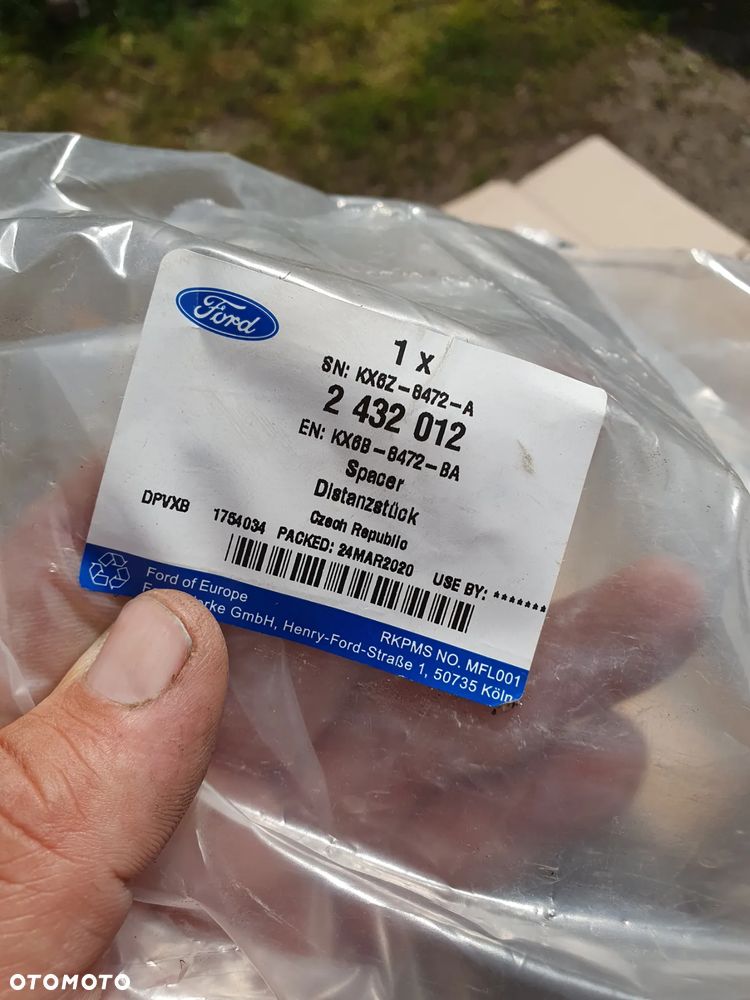 Ford
1 x
SN: KX6Z-8472-A
2 432 012
EN: KX6B-8472-BA
Spacer
Distanzstück
Czech Republic
DPVXB 1754034 PACKED: 24MAR2020 USE BY: *******
Ford of Europe
GmbH, Henry-Ford-Straße 1, 50735 Köln
RKPMS NO. MFL001
OTOMOTO